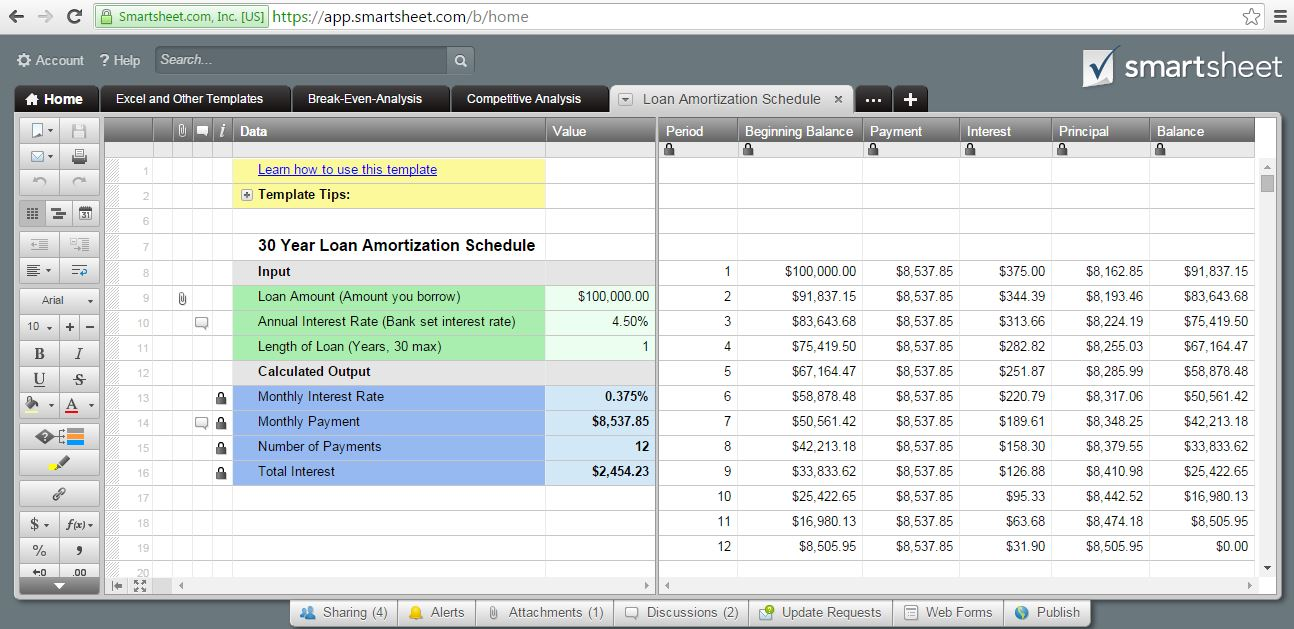 Smartsheet.com, Inc. [US] https://app.smartsheet.com/b/home
Account ? Help Search... smartsheet
Home Excel and Other Templates Break-Even-Analysis Competitive Analysis Loan Amortization Schedule × ... +
i Data Value Period Beginning Balance Payment Interest Principal Balance
1 Learn how to use this template
2 + Template Tips:
6
7 30 Year Loan Amortization Schedule
8 Input 1 $100,000.00 $8,537.85 $375.00 $8,162.85 $91,837.15
9 Loan Amount (Amount you borrow) $100,000.00 2 $91,837.15 $8,537.85 $344.39 $8,193.46 $83,643.68
10 Annual Interest Rate (Bank set interest rate) 4.50% 3 $83,643.68 $8,537.85 $313.66 $8,224.19 $75,419.50
11 Length of Loan (Years, 30 max) 1 4 $75,419.50 $8,537.85 $282.82 $8,255.03 $67,164.47
12 Calculated Output 5 $67,164.47 $8,537.85 $251.87 $8,285.99 $58,878.48
13 Monthly Interest Rate 0.375% 6 $58,878.48 $8,537.85 $220.79 $8,317.06 $50,561.42
14 Monthly Payment $8,537.85 7 $50,561.42 $8,537.85 $189.61 $8,348.25 $42,213.18
15 Number of Payments 12 8 $42,213.18 $8,537.85 $158.30 $8,379.55 $33,833.62
16 Total Interest $2,454.23 9 $33,833.62 $8,537.85 $126.88 $8,410.98 $25,422.65
17 10 $25,422.65 $8,537.85 $95.33 $8,442.52 $16,980.13
18 11 $16,980.13 $8,537.85 $63.68 $8,474.18 $8,505.95
19 12 $8,505.95 $8,537.85 $31.90 $8,505.95 $0.00
20
31
Arial
10 + −
B I
U S
A
?
$ f(x)
% ,
.0 .00
Sharing (4) Alerts Attachments (1) Discussions (2) Update Requests Web Forms Publish